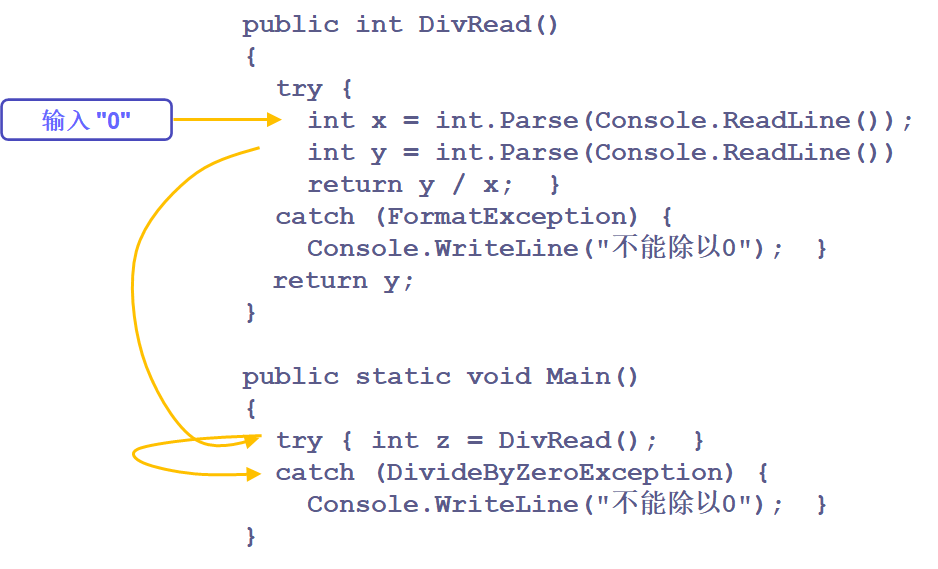 public int DivRead()
{
try {
输入 "0"
int x = int.Parse(Console.ReadLine());
int y = int.Parse(Console.ReadLine())
return y / x;  }
catch (FormatException) {
Console.WriteLine("不能除以0");  }
return y;
}
public static void Main()
{
try { int z = DivRead();  }
catch (DivideByZeroException) {
Console.WriteLine("不能除以0");  }
}